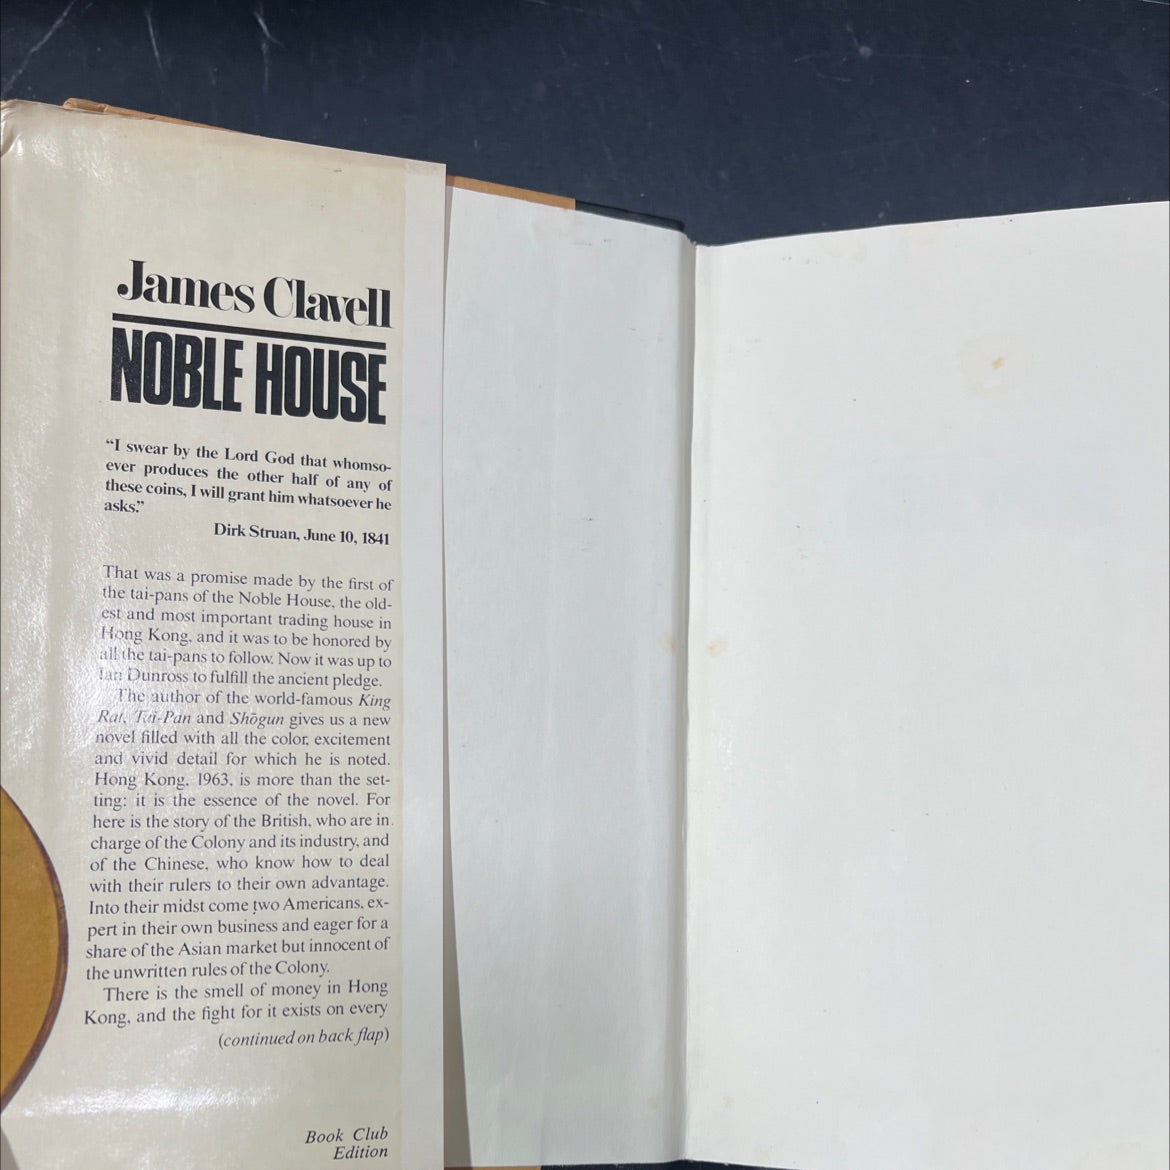 James Clavell
NOBLE HOUSE
“I swear by the Lord God that whomso-
ever produces the other half of any of
these coins, I will grant him whatsoever he
asks.”
Dirk Struan, June 10, 1841
That was a promise made by the first of
the tai-pans of the Noble House, the old-
est and most important trading house in
Hong Kong, and it was to be honored by
all the tai-pans to follow. Now it was up to
Ian Dunross to fulfill the ancient pledge.
The author of the world-famous King
Rat, Tai-Pan and Shōgun gives us a new
novel filled with all the color, excitement
and vivid detail for which he is noted.
Hong Kong, 1963, is more than the set-
ting: it is the essence of the novel. For
here is the story of the British, who are in
charge of the Colony and its industry, and
of the Chinese, who know how to deal
with their rulers to their own advantage.
Into their midst come two Americans, ex-
pert in their own business and eager for a
share of the Asian market but innocent of
the unwritten rules of the Colony.
There is the smell of money in Hong
Kong, and the fight for it exists on every
(continued on back flap)
Book Club
Edition